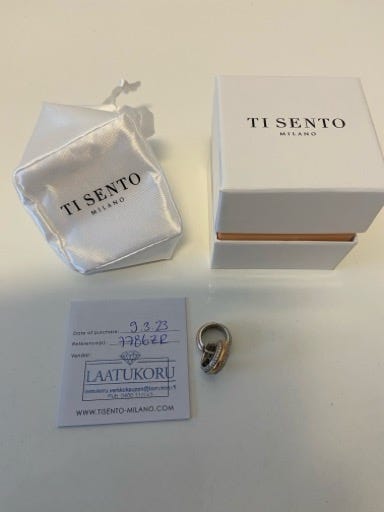 TI SENTO
MILANO
TI SENTO
MILANO
Date of purchase: 9.3.23
Reference(s): 7786ZR
Vendor:
LAATUKORU
WWW.TISENTO-MILANO.COM